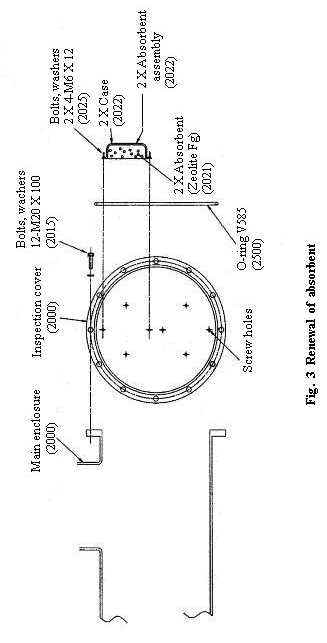 Main enclosure
(2000)
Inspection cover
(2000)
Bolts, wachers
12-M20 X 100
(2015)
Bolts, washers
2 X 4-M6 X 12
(2025)
2 X Case
(2022)
2 X Absorbent
assembly
(2022)
2 X Absorbent
(Zeolite Fg)
(2021)
O-ring V585
(2500)
Screw holes
Fig. 3 Renewal of absorbent